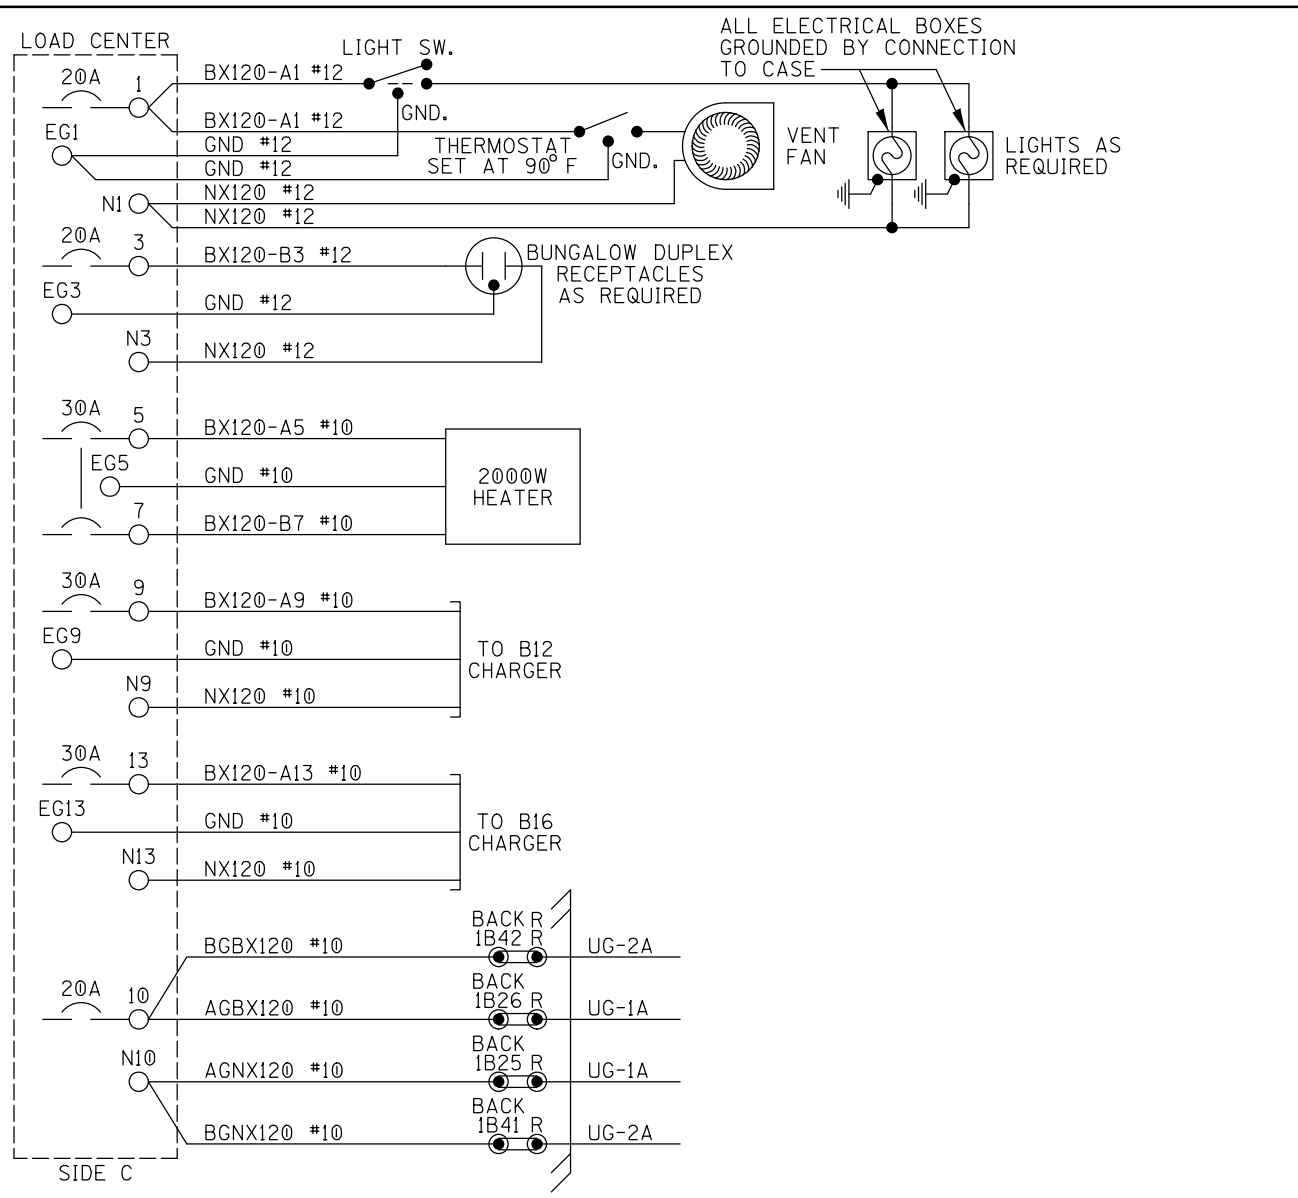 LOAD CENTER
LIGHT SW.
ALL ELECTRICAL BOXES
GROUNDED BY CONNECTION
TO CASE
20A
1
BX120-A1 #12
GND.
BX120-A1 #12
EG1
GND #12
THERMOSTAT
SET AT 90° F
GND.
VENT
FAN
LIGHTS AS
REQUIRED
GND #12
N1
NX120 #12
NX120 #12
20A
3
BX120-B3 #12
BUNGALOW DUPLEX
RECEPTACLES
AS REQUIRED
EG3
GND #12
N3
NX120 #12
30A
5
BX120-A5 #10
EG5
GND #10
2000W
HEATER
7
BX120-B7 #10
30A
9
BX120-A9 #10
EG9
GND #10
TO B12
CHARGER
N9
NX120 #10
30A
13
BX120-A13 #10
EG13
GND #10
TO B16
CHARGER
N13
NX120 #10
BACK R
1B42 R
BGBX120 #10
UG-2A
20A
10
BACK
1B26 R
AGBX120 #10
UG-1A
N10
BACK
1B25 R
AGNX120 #10
UG-1A
BACK
1B41 R
BGNX120 #10
UG-2A
SIDE C